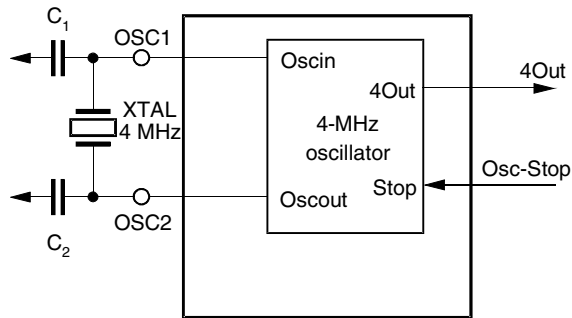 C1
OSC1
Oscin
4Out
4Out
XTAL
4 MHz
4-MHz
oscillator
Osc-Stop
Stop
Oscout
OSC2
C2